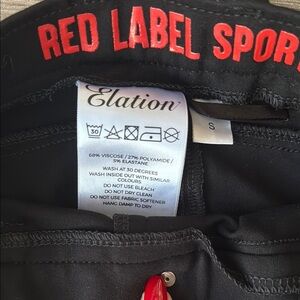 RED LABEL SPOR
Elation
30
S
68% VISCOSE / 27% POLYAMIDE /
5% ELASTANE
WASH AT 30 DEGREES
WASH INSIDE OUT WITH SIMILAR
COLOURS
DO NOT USE BLEACH
DO NOT DRY CLEAN
DO NOT USE FABRIC SOFTENER
HANG DAMP TO DRY